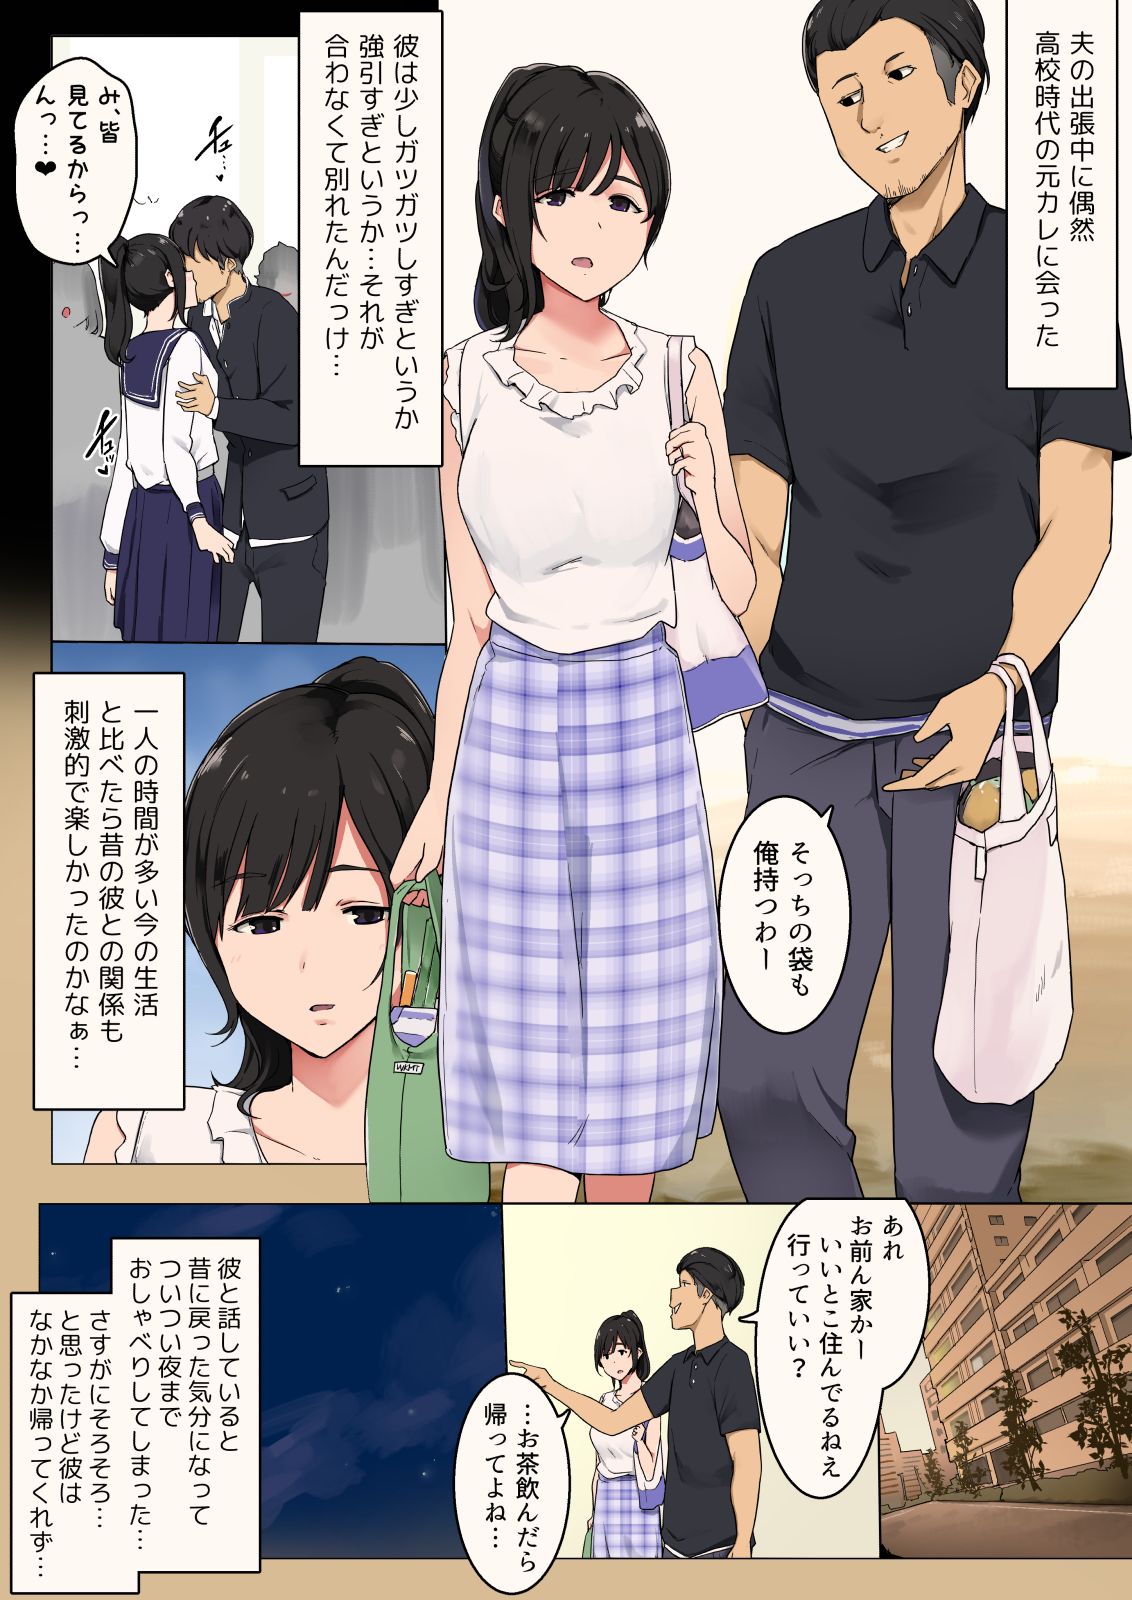 夫の出張中に偶然
高校時代の元カレに会った
彼は少しガツガツしすぎというか
強引すぎというか…それが
合わなくて別れたんだっけ…
チュ…♥
み、皆
見てるからっ…
んっ…♥
チュッ♥
そっちの袋も
俺持つわー
一人の時間が多い今の生活
と比べたら昔の彼との関係も
刺激的で楽しかったのかなぁ…
WKMT
あれ
お前ん家かー
いいとこ住んでるねえ
行っていい？
…お茶飲んだら
帰ってよね…
彼と話していると
昔に戻った気分になって
ついつい夜まで
おしゃべりしてしまった…
さすがにそろそろ…
と思ったけど彼は
なかなか帰ってくれず…